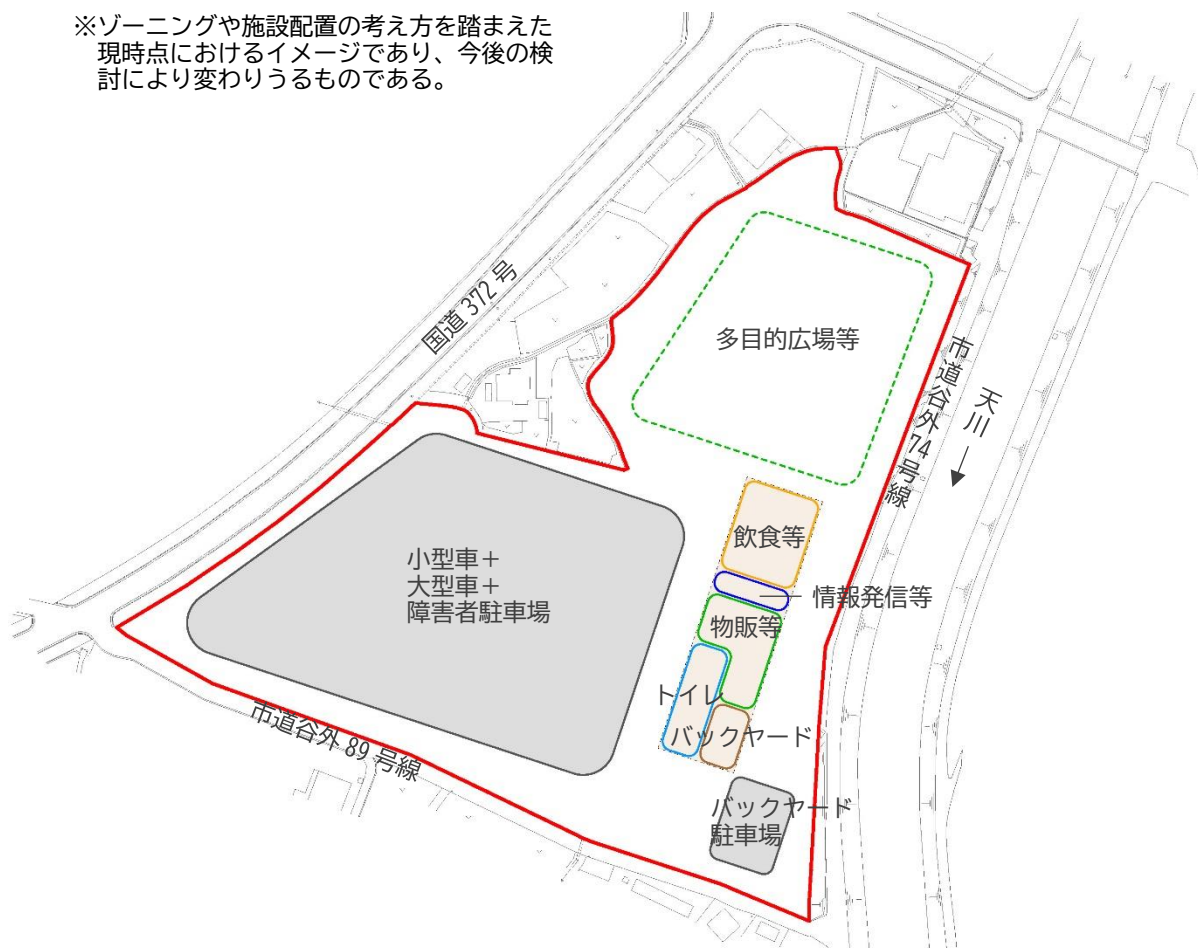 ※ゾーニングや施設配置の考え方を踏まえた
現時点におけるイメージであり、今後の検
討により変わりうるものである。
国道 372 号
多目的広場等
市道谷外74号線
天川
飲食等
小型車＋
大型車＋
障害者駐車場
情報発信等
物販等
トイレ
バックヤード
市道谷外 89 号線
バックヤード
駐車場